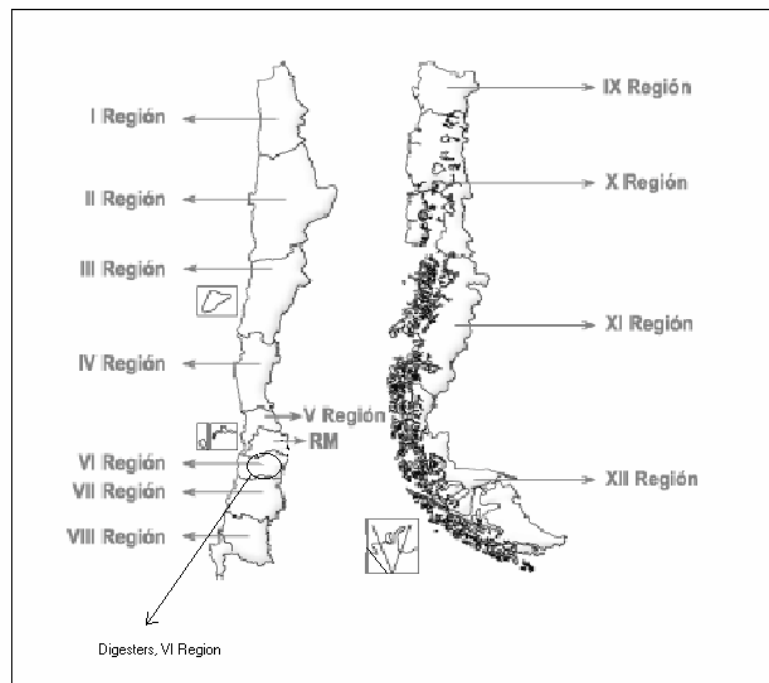 I Región
II Región
III Región
IV Región
V Región
RM
VI Región
VII Región
VIII Región
Digesters, VI Region
IX Región
X Región
XI Región
XII Región